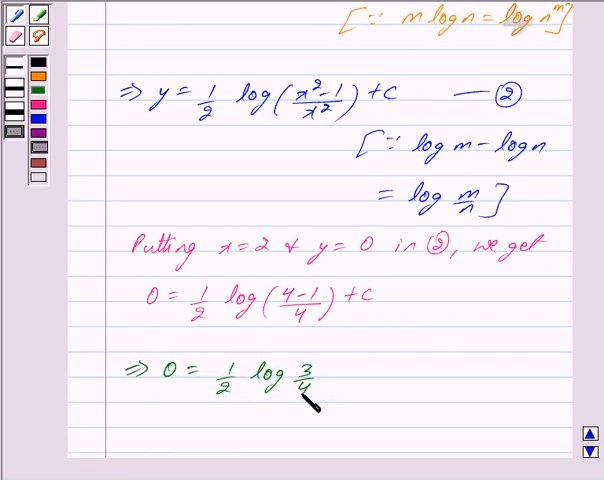 [∵ m log n = log n^m]
⇒ y = 1/2 log (x²-1/x²) + c — ②
[∵ log m - log n
= log m/n]
Putting x=2 & y=0 in ②, we get
0 = 1/2 log (4-1/4) + c
⇒ 0 = 1/2 log 3/4